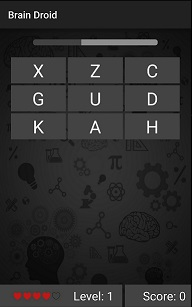 Brain Droid
X Z C
G U D
K A H
Level: 1 Score: 0